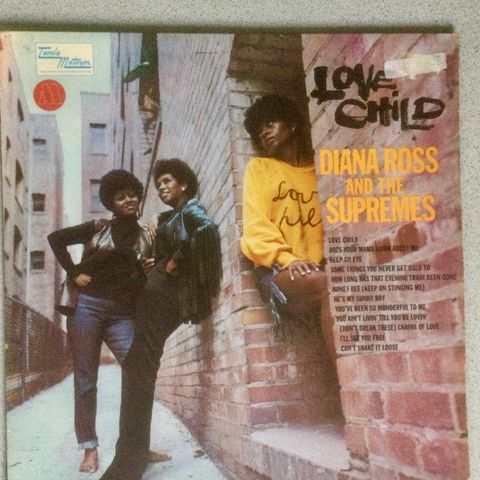 Tamla
Motown
LOVE
CHILD
DIANA ROSS
AND THE
SUPREMES
Love
LOVE CHILD
DOES YOUR MAMA KNOW ABOUT ME
KEEP AN EYE
SOME THINGS YOU NEVER GET USED TO
HOW LONG HAS THAT EVENING TRAIN BEEN GONE
HONEY BEE (KEEP ON STINGING ME)
HE'S MY SUNNY BOY
YOU'VE BEEN SO WONDERFUL TO ME
YOU AIN'T LIVIN' TILL YOU'RE LOVIN'
(DON'T BREAK THESE) CHAINS OF LOVE
I'LL SET YOU FREE
CAN'T SHAKE IT LOOSE